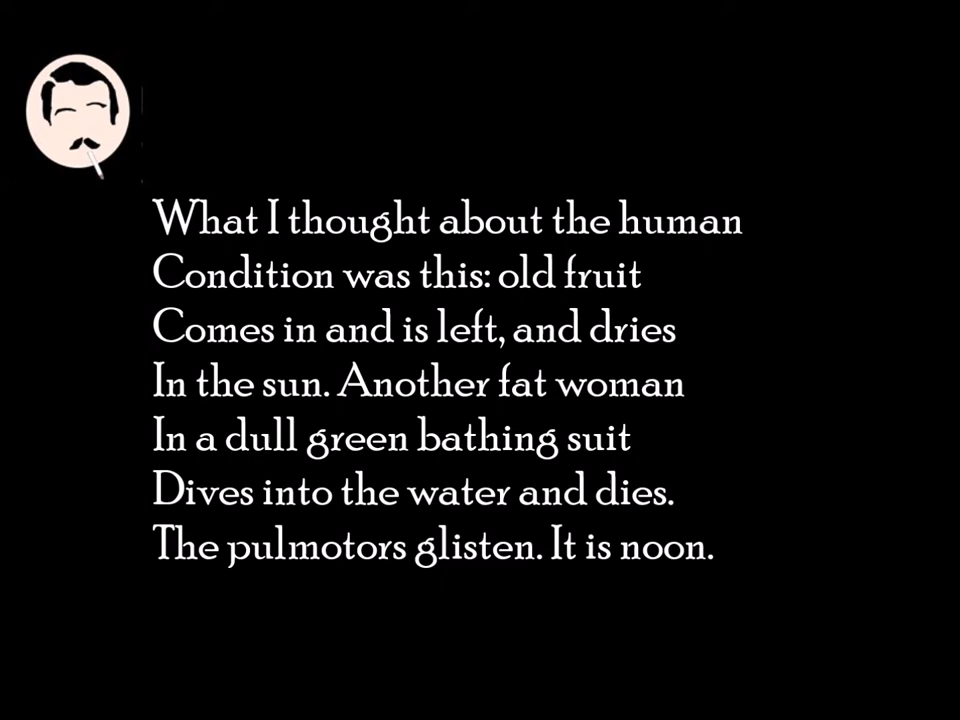 What I thought about the human
Condition was this: old fruit
Comes in and is left, and dries
In the sun. Another fat woman
In a dull green bathing suit
Dives into the water and dies.
The pulmotors glisten. It is noon.